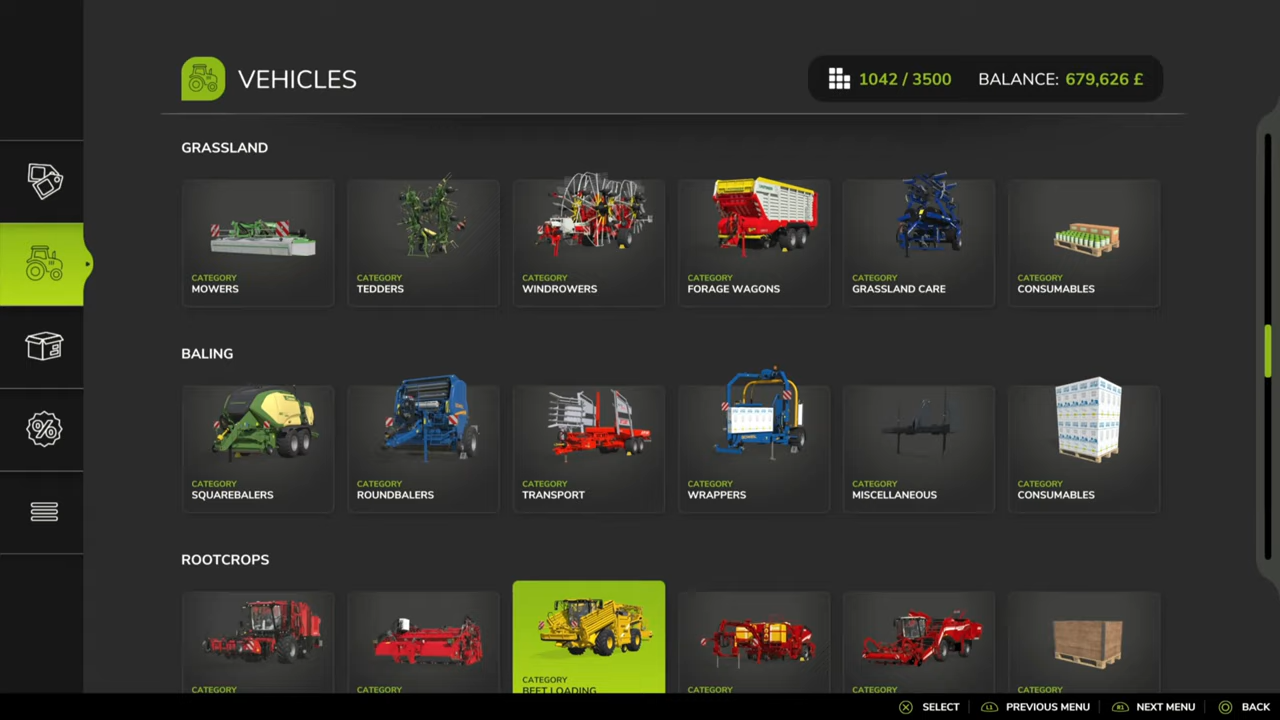 VEHICLES
1042 / 3500 BALANCE: 679,626 £
GRASSLAND
CATEGORY
MOWERS
CATEGORY
TEDDERS
CATEGORY
WINDROWERS
CATEGORY
FORAGE WAGONS
CATEGORY
GRASSLAND CARE
CATEGORY
CONSUMABLES
BALING
CATEGORY
SQUAREBALERS
CATEGORY
ROUNDBALERS
CATEGORY
TRANSPORT
CATEGORY
WRAPPERS
CATEGORY
MISCELLANEOUS
CATEGORY
CONSUMABLES
ROOTCROPS
CATEGORY
CATEGORY
CATEGORY
BEET LOADING
CATEGORY
CATEGORY
CATEGORY
SELECT
L1 PREVIOUS MENU
R1 NEXT MENU
BACK